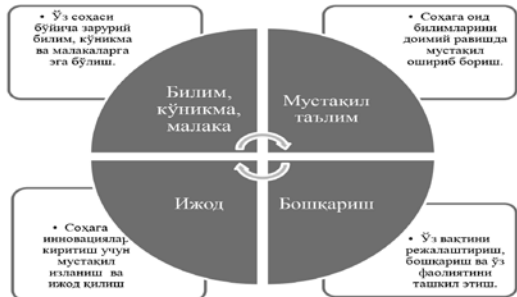 • Ўз соҳаси
бўйича зарурий
билим, кўникма
ва малакаларга
эга бўлиш.
• Соҳага онд
билимларини
доимий равишда
мустақил
ошириб бориш.
Билим,
кўникма,
малака
Мустақил
таълим
Ижод
Бошқариш
• Соҳага
инновациялар
киритиш учун
мустақил
изланиш ва
ижод қилиш
• Ўз вақтини
режалаштириш,
бошқариш ва ўз
фаолиятини
ташкил этиш.